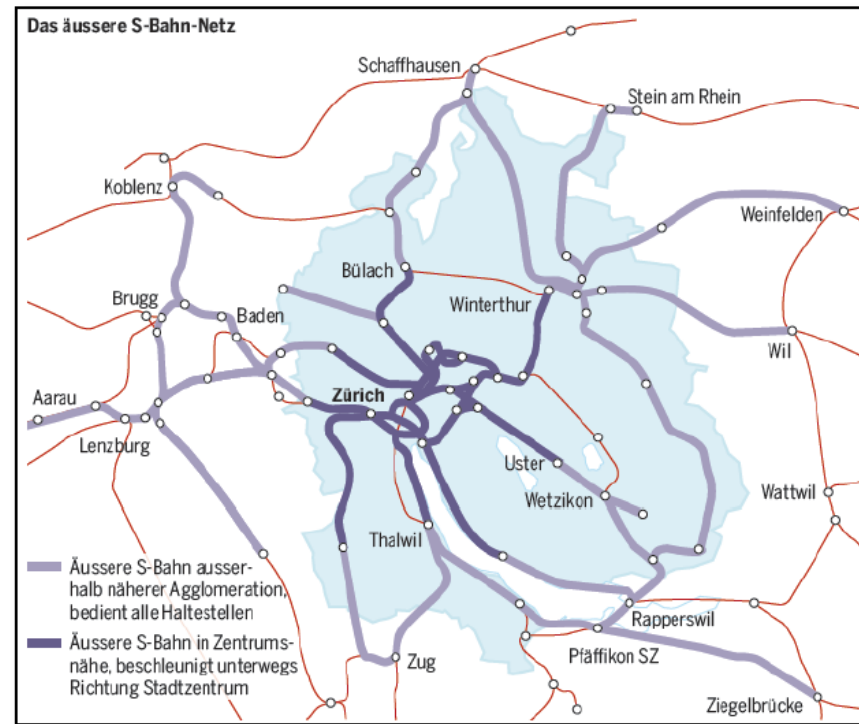 Das äussere S-Bahn-Netz
Schaffhausen
Stein am Rhein
Koblenz
Weinfelden
Bülach
Winterthur
Brugg
Baden
Wil
Aarau
Zürich
Lenzburg
Uster
Wetzikon
Wattwil
Thalwil
Äussere S-Bahn ausser-
halb näherer Agglomeration,
bedient alle Haltestellen
Rapperswil
Äussere S-Bahn in Zentrums-
nähe, beschleunigt unterwegs
Richtung Stadtzentrum
Zug
Pfäffikon SZ
Ziegelbrücke